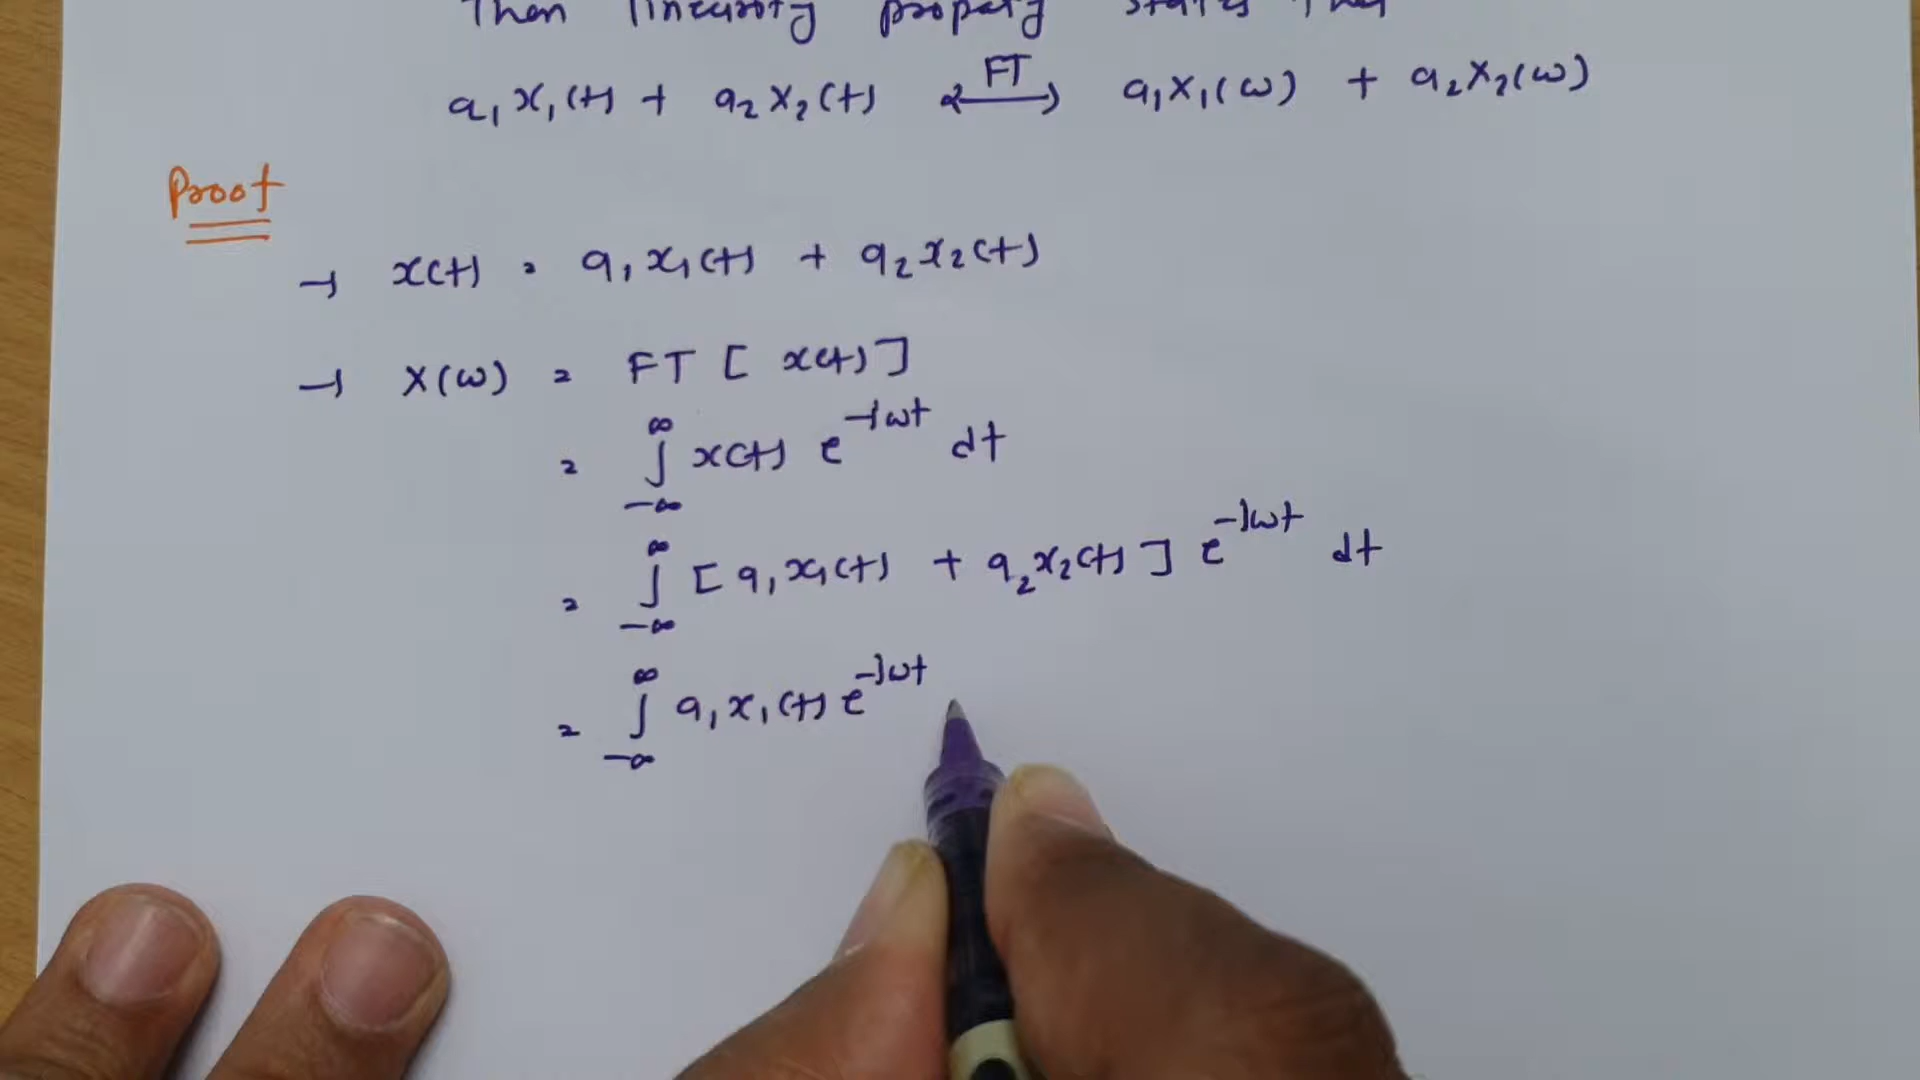 Then linearity property states that
a₁x₁(t) + a₂x₂(t) <—FT—> a₁X₁(ω) + a₂X₂(ω)
Proof
→ x(t) = a₁x₁(t) + a₂x₂(t)
→ X(ω) = FT [ x(t) ]
= ∫_{-∞}^{∞} x(t) e^{-jωt} dt
= ∫_{-∞}^{∞} [ a₁x₁(t) + a₂x₂(t) ] e^{-jωt} dt
= ∫_{-∞}^{∞} a₁x₁(t) e^{-jωt}